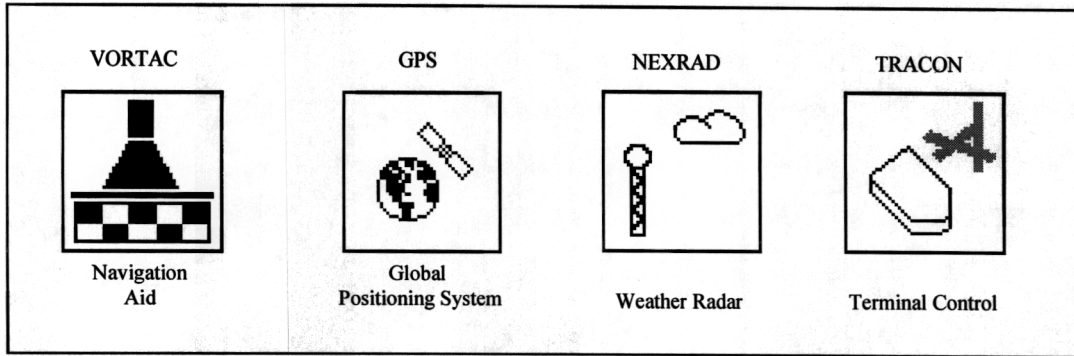 VORTAC
Navigation
Aid
GPS
Global
Positioning System
NEXRAD
Weather Radar
TRACON
Terminal Control